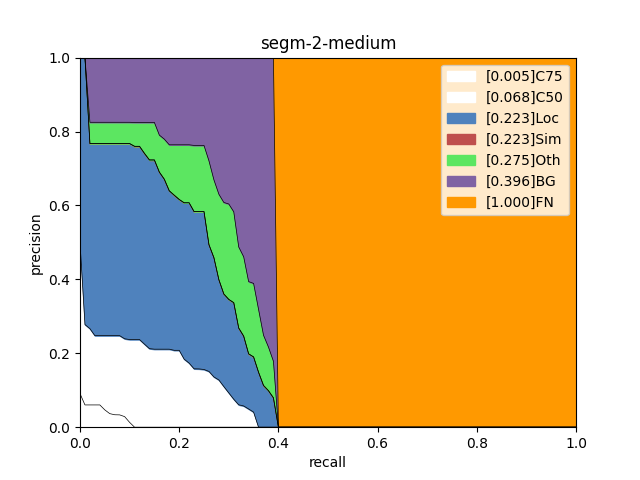 segm-2-medium
1.0
0.8
0.6
0.4
0.2
0.0
precision
[0.005]C75
[0.068]C50
[0.223]Loc
[0.223]Sim
[0.275]Oth
[0.396]BG
[1.000]FN
0.0 0.2 0.4 0.6 0.8 1.0
recall